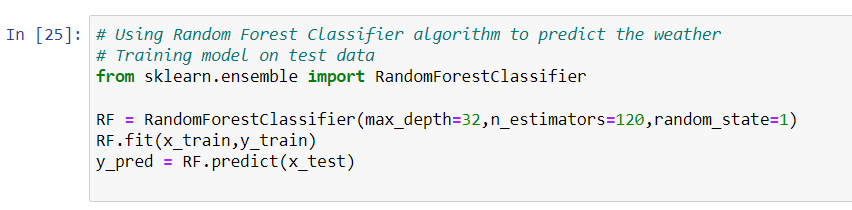 In [25]: # Using Random Forest Classifier algorithm to predict the weather
# Training model on test data
from sklearn.ensemble import RandomForestClassifier
RF = RandomForestClassifier(max_depth=32,n_estimators=120,random_state=1)
RF.fit(x_train,y_train)
y_pred = RF.predict(x_test)